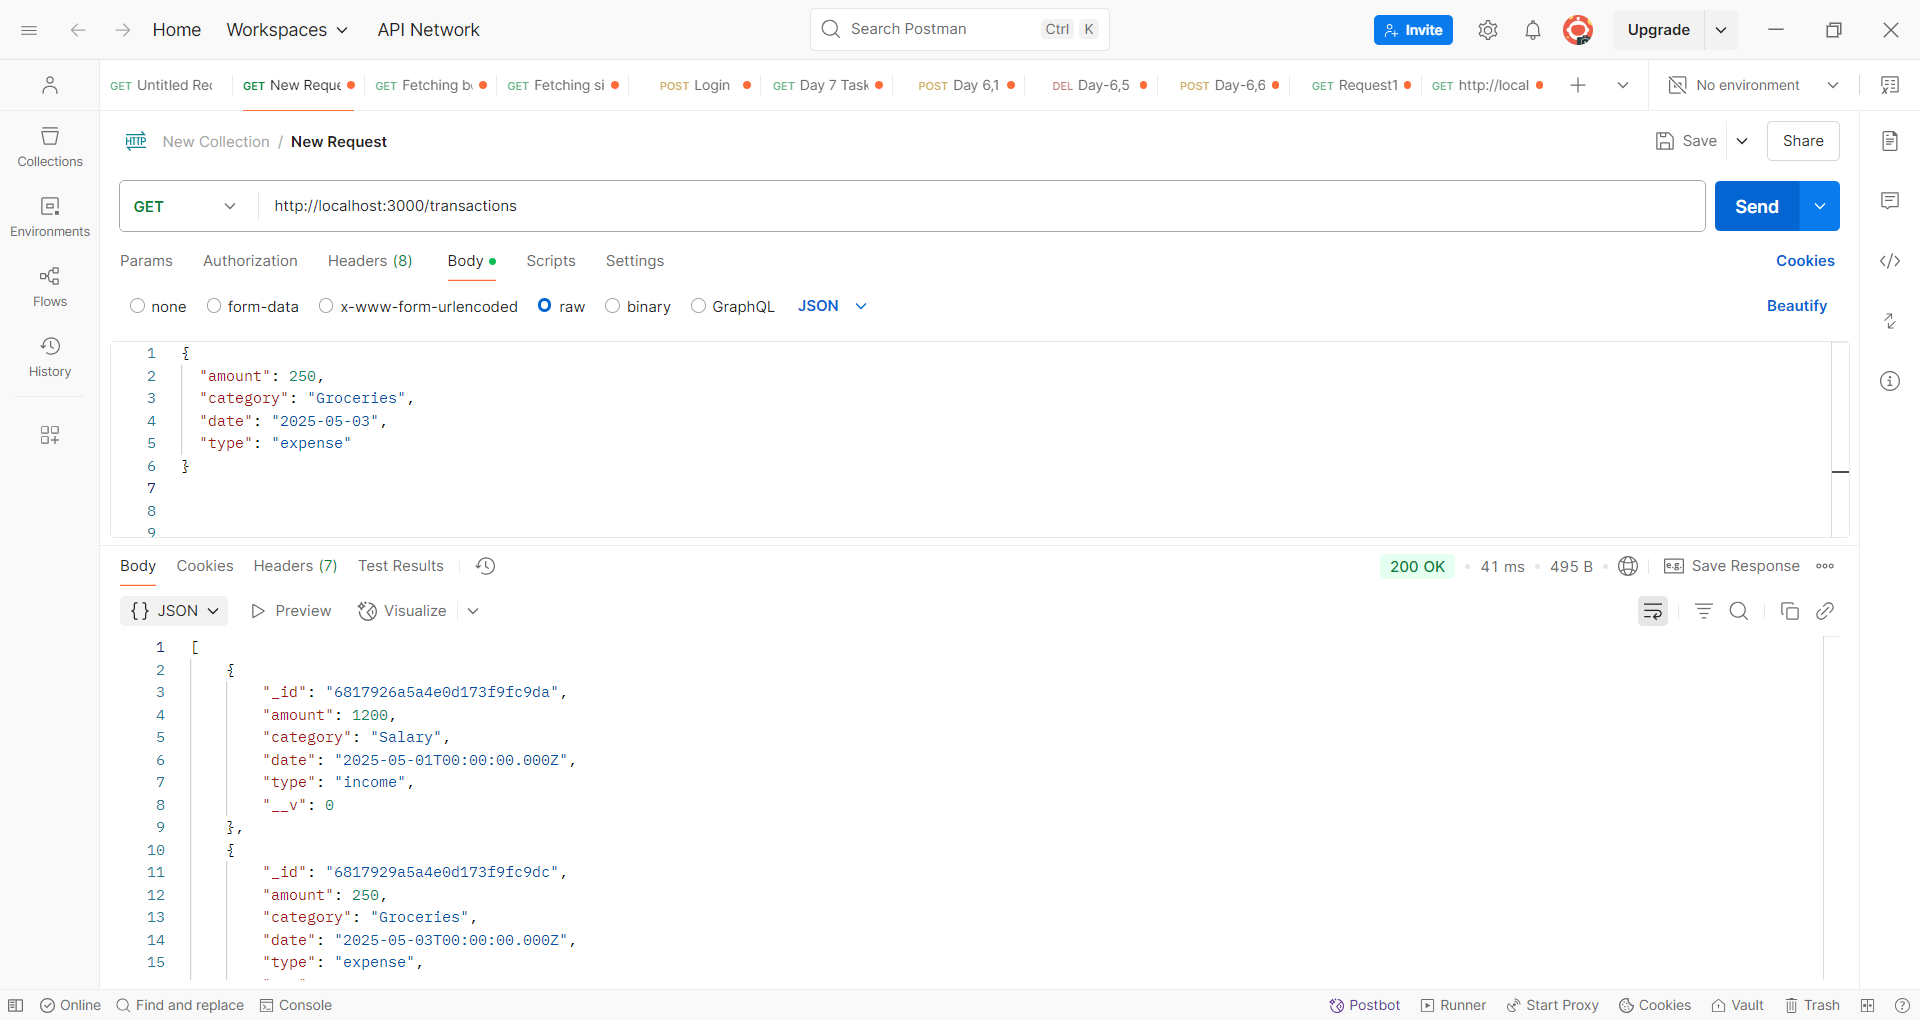 Home Workspaces API Network Search Postman Ctrl K Invite Upgrade
GET Untitled Rec GET New Reque GET Fetching b GET Fetching si POST Login GET Day 7 Task POST Day 6,1 DEL Day-6,5 POST Day-6,6 GET Request1 GET http://local No environment
HTTP New Collection / New Request Save Share
GET http://localhost:3000/transactions Send
Params Authorization Headers (8) Body Scripts Settings Cookies
none form-data x-www-form-urlencoded raw binary GraphQL JSON Beautify
Collections
Environments
Flows
History
1 {
2 "amount": 250,
3 "category": "Groceries",
4 "date": "2025-05-03",
5 "type": "expense"
6 }
7
8
9
Body Cookies Headers (7) Test Results 200 OK 41 ms 495 B e.g. Save Response
{} JSON Preview Visualize
1 [
2 {
3 "_id": "6817926a5a4e0d173f9fc9da",
4 "amount": 1200,
5 "category": "Salary",
6 "date": "2025-05-01T00:00:00.000Z",
7 "type": "income",
8 "__v": 0
9 },
10 {
11 "_id": "6817929a5a4e0d173f9fc9dc",
12 "amount": 250,
13 "category": "Groceries",
14 "date": "2025-05-03T00:00:00.000Z",
15 "type": "expense",
Online Find and replace Console Postbot Runner Start Proxy Cookies Vault Trash